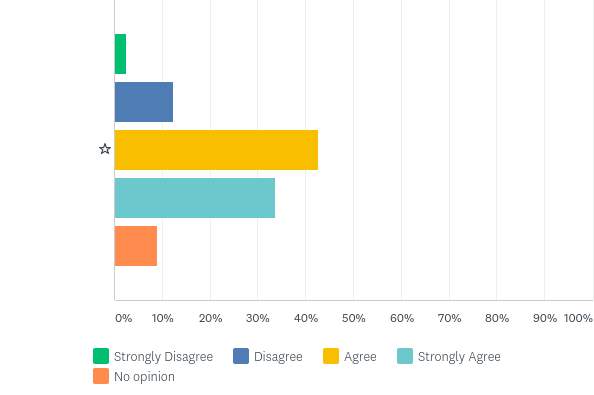 0% 10% 20% 30% 40% 50% 60% 70% 80% 90% 100%
Strongly Disagree Disagree Agree Strongly Agree
No opinion